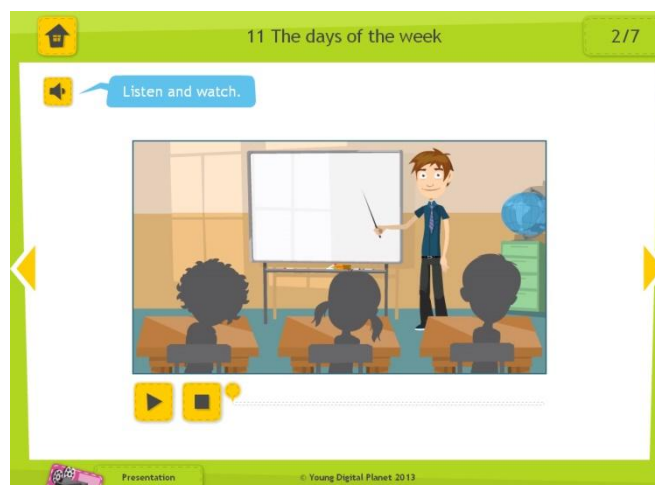 11 The days of the week
2/7
Listen and watch.
Presentation
© Young Digital Planet 2013